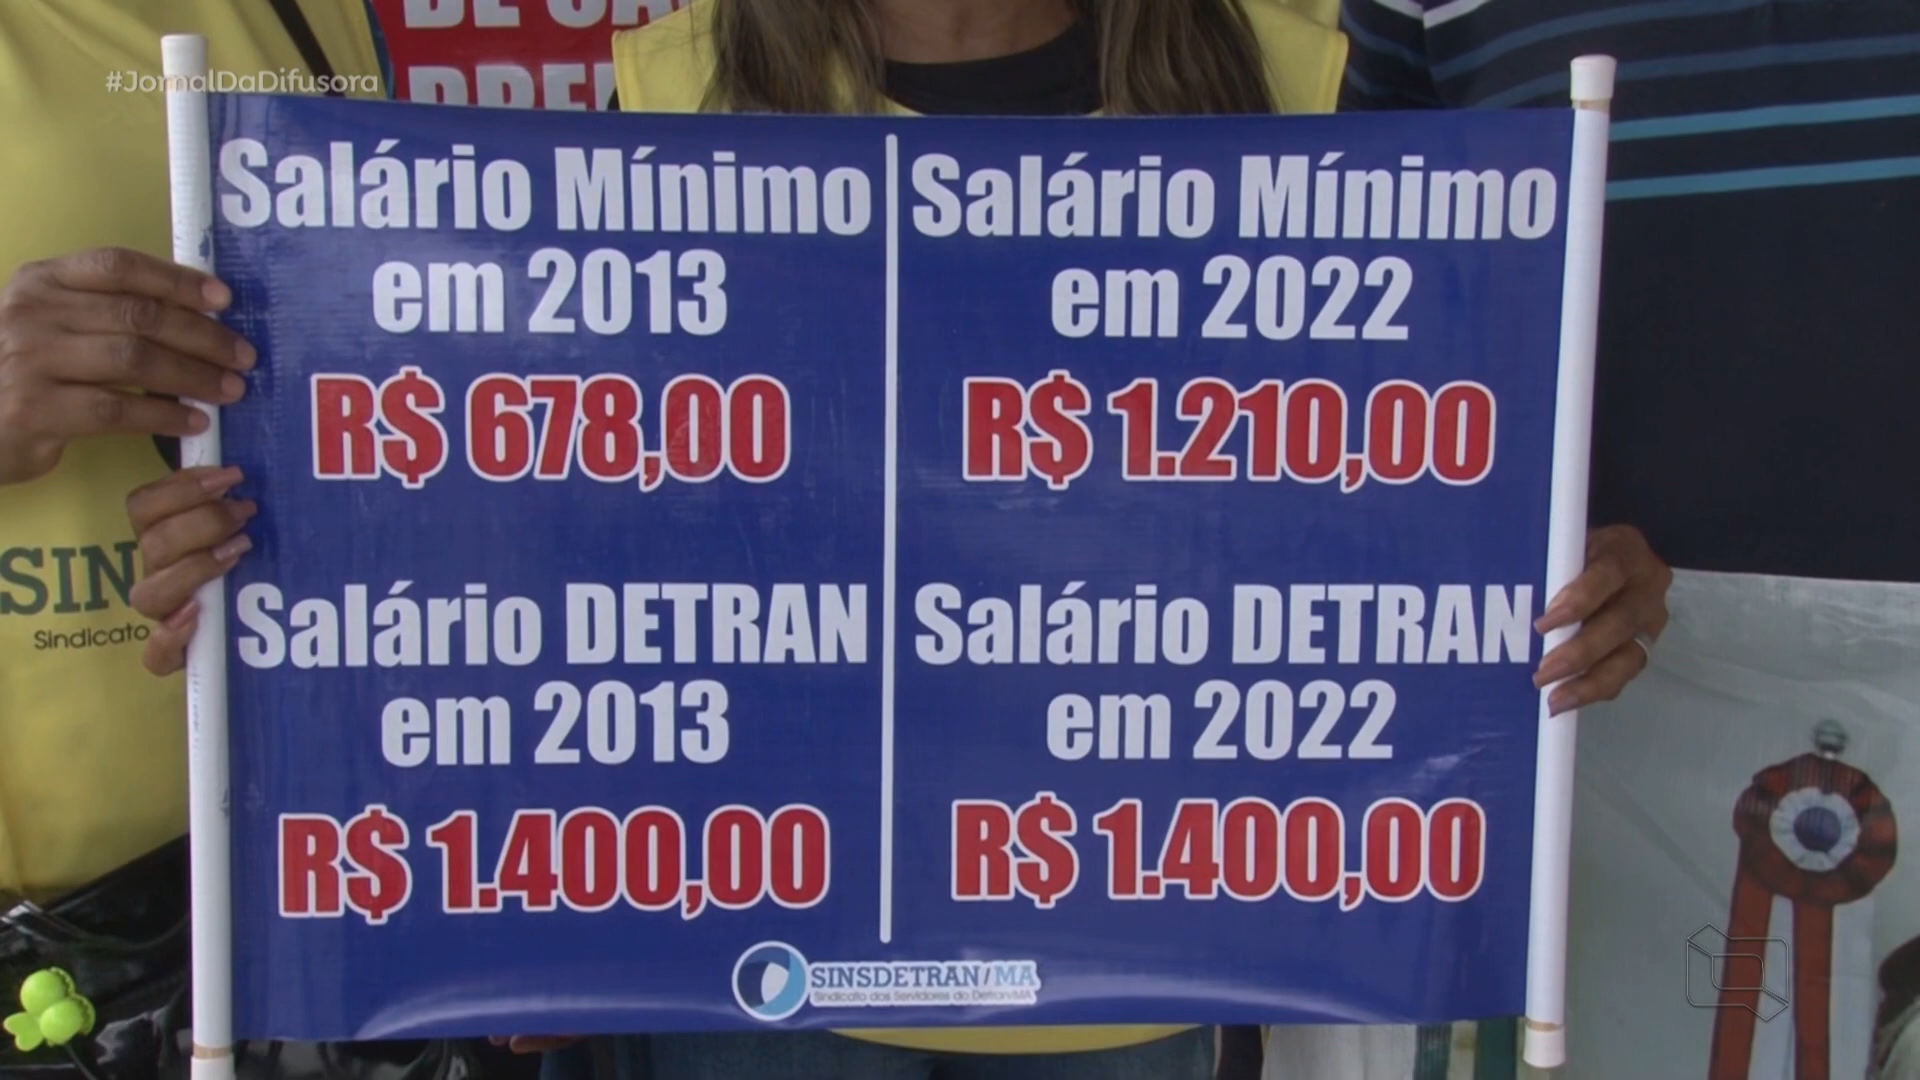 DE
#JornalDaDifusora
Salário Mínimo
em 2013
R$ 678,00
Salário Mínimo
em 2022
R$ 1.210,00
Salário DETRAN
em 2013
R$ 1.400,00
Salário DETRAN
em 2022
R$ 1.400,00
SINSDETRAN/MA
Sindicato dos Servidores do Detran/MA
SIN
Sindicato